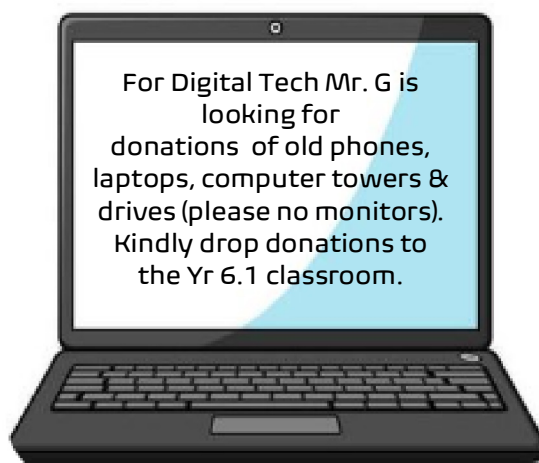 For Digital Tech Mr. G is
looking for
donations of old phones,
laptops, computer towers &
drives (please no monitors).
Kindly drop donations to
the Yr 6.1 classroom.